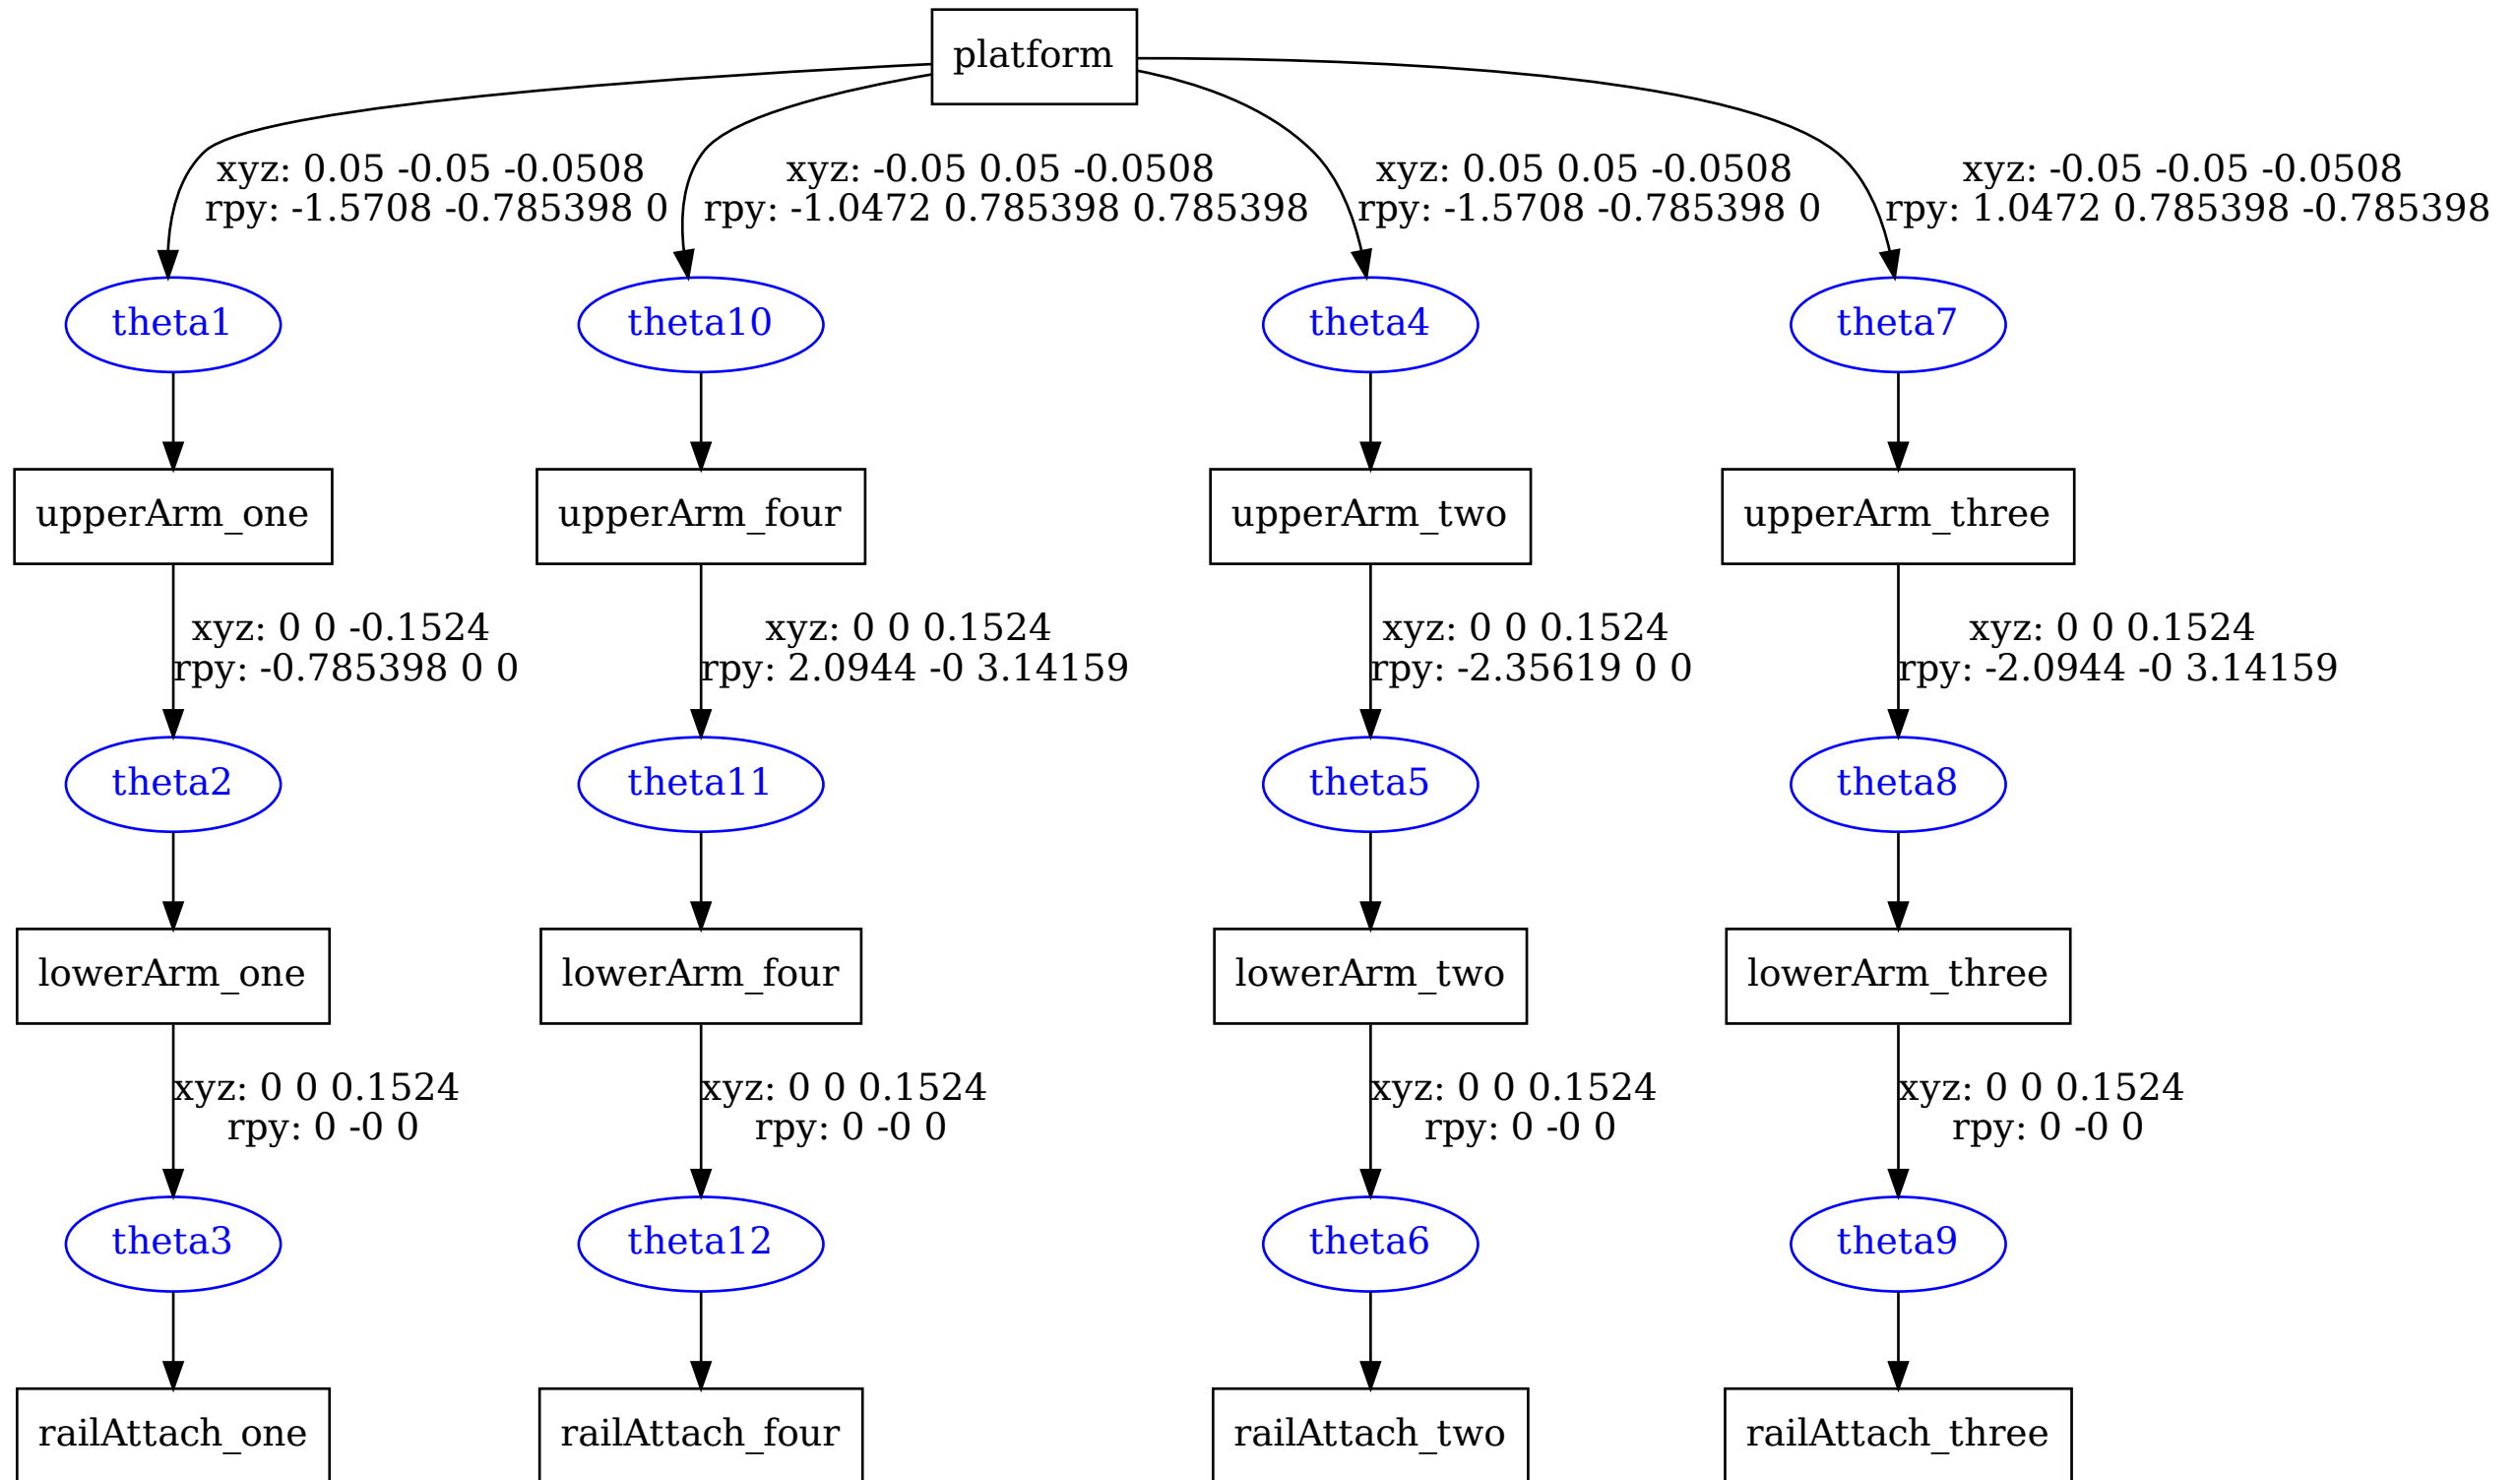 platform
xyz: 0.05 -0.05 -0.0508
rpy: -1.5708 -0.785398 0
xyz: -0.05 0.05 -0.0508
rpy: -1.0472 0.785398 0.785398
xyz: 0.05 0.05 -0.0508
rpy: -1.5708 -0.785398 0
xyz: -0.05 -0.05 -0.0508
rpy: 1.0472 0.785398 -0.785398
theta1
theta10
theta4
theta7
upperArm_one
upperArm_four
upperArm_two
upperArm_three
xyz: 0 0 -0.1524
rpy: -0.785398 0 0
xyz: 0 0 0.1524
rpy: 2.0944 -0 3.14159
xyz: 0 0 0.1524
rpy: -2.35619 0 0
xyz: 0 0 0.1524
rpy: -2.0944 -0 3.14159
theta2
theta11
theta5
theta8
lowerArm_one
lowerArm_four
lowerArm_two
lowerArm_three
xyz: 0 0 0.1524
rpy: 0 -0 0
xyz: 0 0 0.1524
rpy: 0 -0 0
xyz: 0 0 0.1524
rpy: 0 -0 0
xyz: 0 0 0.1524
rpy: 0 -0 0
theta3
theta12
theta6
theta9
railAttach_one
railAttach_four
railAttach_two
railAttach_three